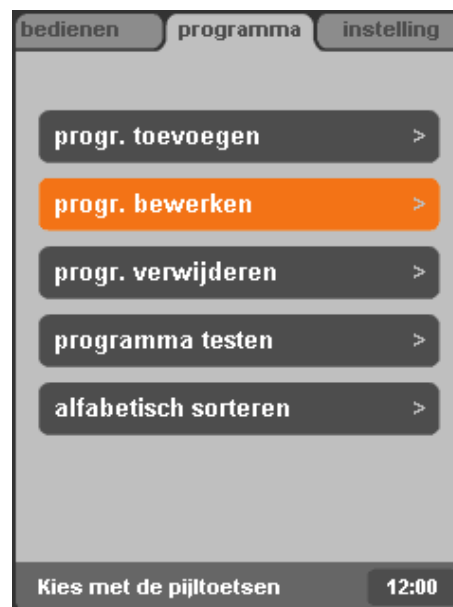 bedienen programma instelling
progr. toevoegen >
progr. bewerken >
progr. verwijderen >
programma testen >
alfabetisch sorteren >
Kies met de pijltoetsen 12:00